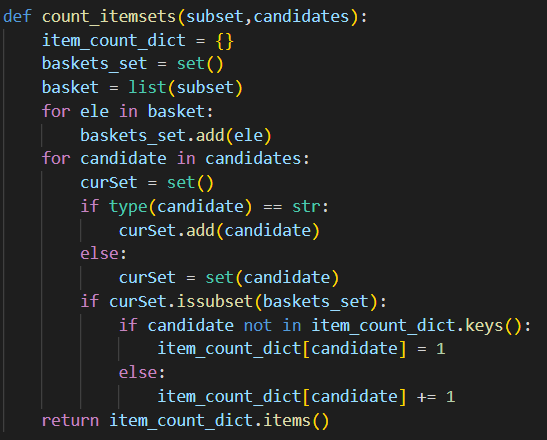 def count_itemsets(subset,candidates):
    item_count_dict = {}
    baskets_set = set()
    basket = list(subset)
    for ele in basket:
        baskets_set.add(ele)
    for candidate in candidates:
        curSet = set()
        if type(candidate) == str:
            curSet.add(candidate)
        else:
            curSet = set(candidate)
        if curSet.issubset(baskets_set):
            if candidate not in item_count_dict.keys():
                item_count_dict[candidate] = 1
            else:
                item_count_dict[candidate] += 1
    return item_count_dict.items()